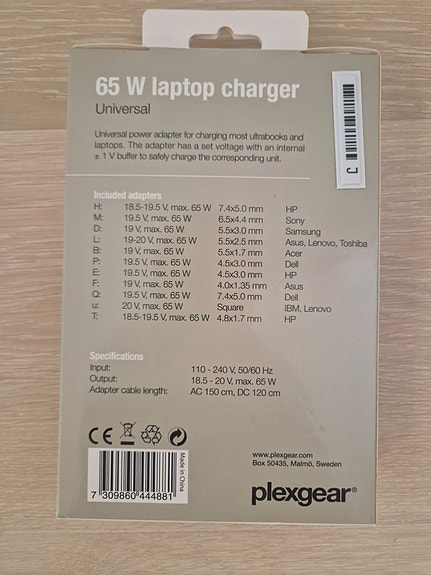 65 W laptop charger
Universal
Universal power adapter for charging most ultrabooks and
laptops. The adapter has a set voltage with an internal
± 1 V buffer to safely charge the corresponding unit.
Included adapters
H: 18.5-19.5 V, max. 65 W 7.4x5.0 mm HP
M: 19.5 V, max. 65 W 6.5x4.4 mm Sony
D: 19 V, max. 65 W 5.5x3.0 mm Samsung
L: 19-20 V, max. 65 W 5.5x2.5 mm Asus, Lenovo, Toshiba
B: 19 V, max. 65 W 5.5x1.7 mm Acer
P: 19.5 V, max. 65 W 4.5x3.0 mm Dell
E: 19.5 V, max. 65 W 4.5x3.0 mm HP
F: 19 V, max. 65 W 4.0x1.35 mm Asus
Q: 19.5 V, max. 65 W 7.4x5.0 mm Dell
u: 20 V, max. 65 W Square IBM, Lenovo
T: 18.5-19.5 V, max. 65 W 4.8x1.7 mm HP
Specifications
Input: 110 - 240 V, 50/60 Hz
Output: 18.5 - 20 V, max. 65 W
Adapter cable length: AC 150 cm, DC 120 cm
CE
Made in China
7 309860 444881
www.plexgear.com
Box 50435, Malmö, Sweden
plexgear®